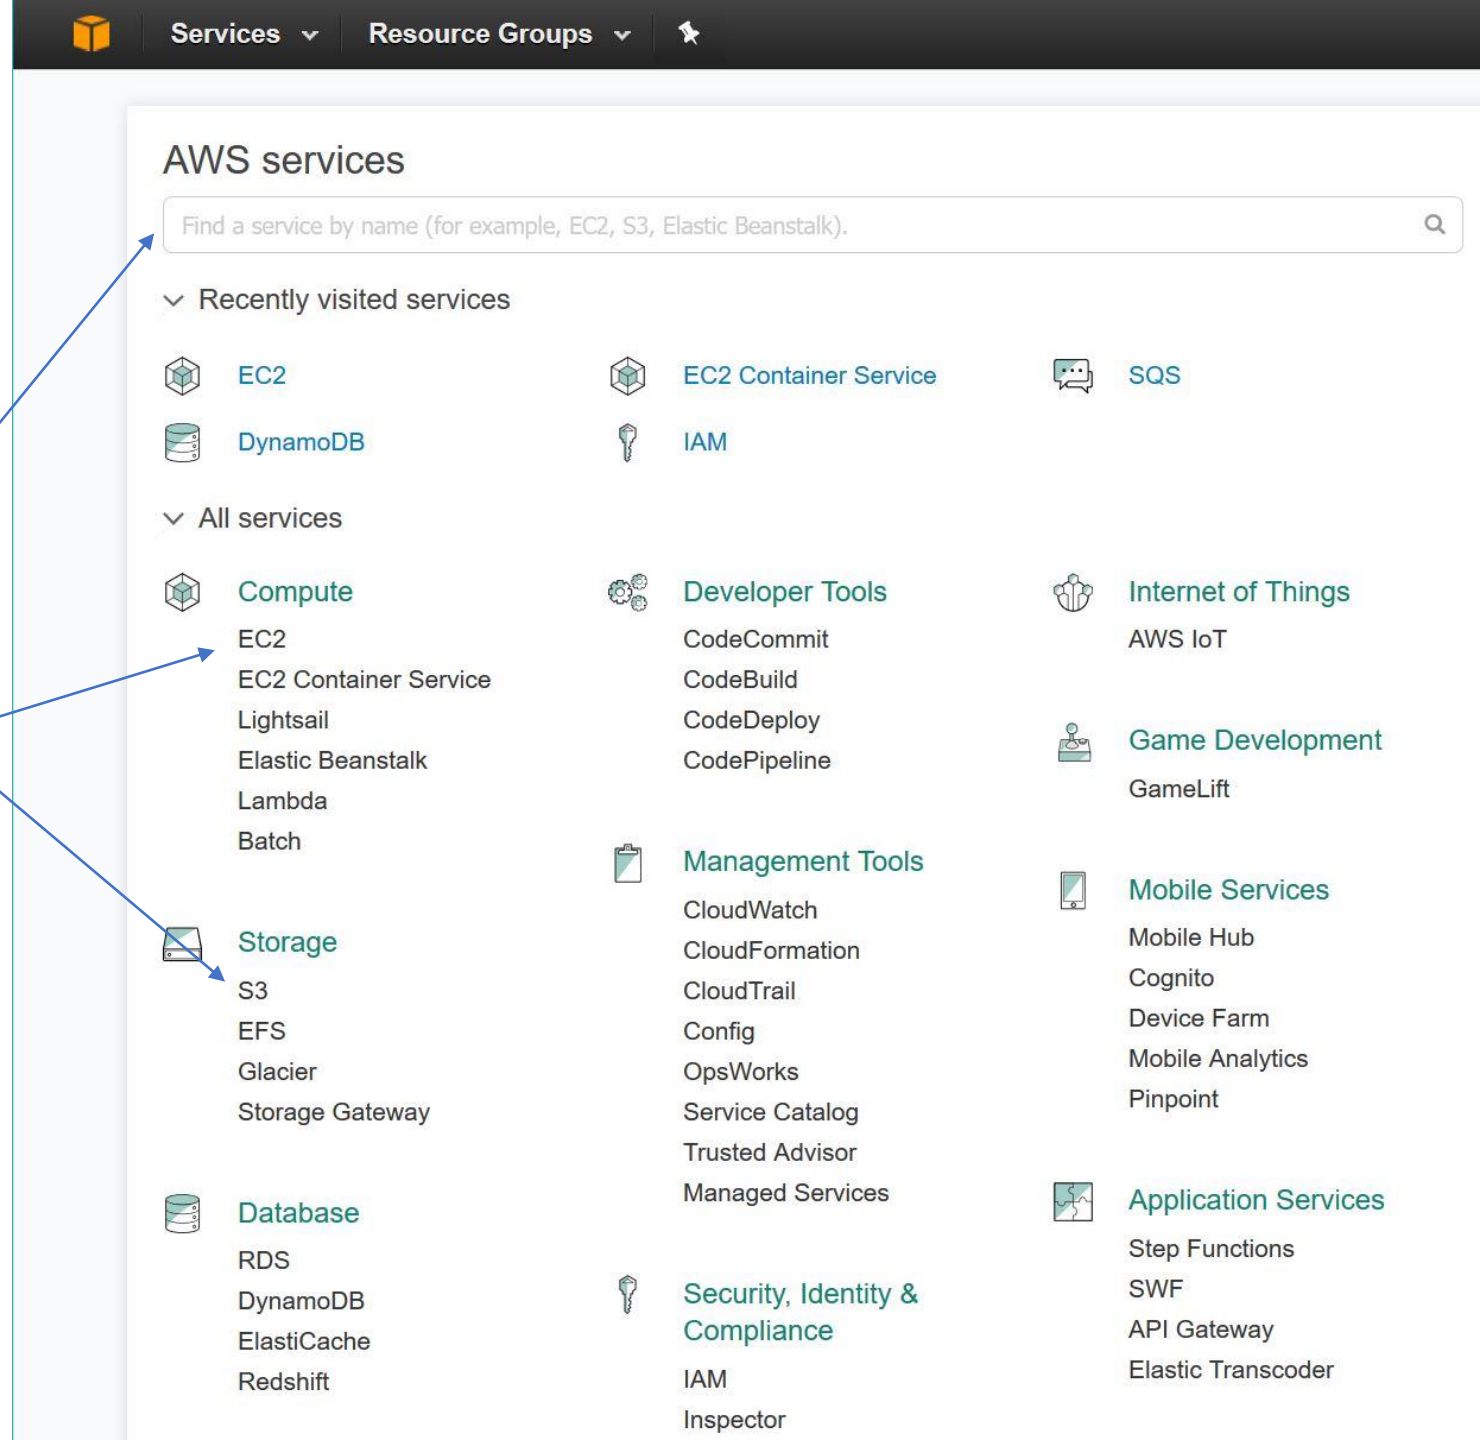 Services
Resource Groups
AWS services
Find a service by name (for example, EC2, S3, Elastic Beanstalk).
Recently visited services
EC2
EC2 Container Service
SQS
DynamoDB
IAM
All services
Compute
EC2
EC2 Container Service
Lightsail
Elastic Beanstalk
Lambda
Batch
Storage
S3
EFS
Glacier
Storage Gateway
Database
RDS
DynamoDB
ElastiCache
Redshift
Developer Tools
CodeCommit
CodeBuild
CodeDeploy
CodePipeline
Management Tools
CloudWatch
CloudFormation
CloudTrail
Config
OpsWorks
Service Catalog
Trusted Advisor
Managed Services
Security, Identity &
Compliance
IAM
Inspector
Internet of Things
AWS IoT
Game Development
GameLift
Mobile Services
Mobile Hub
Cognito
Device Farm
Mobile Analytics
Pinpoint
Application Services
Step Functions
SWF
API Gateway
Elastic Transcoder